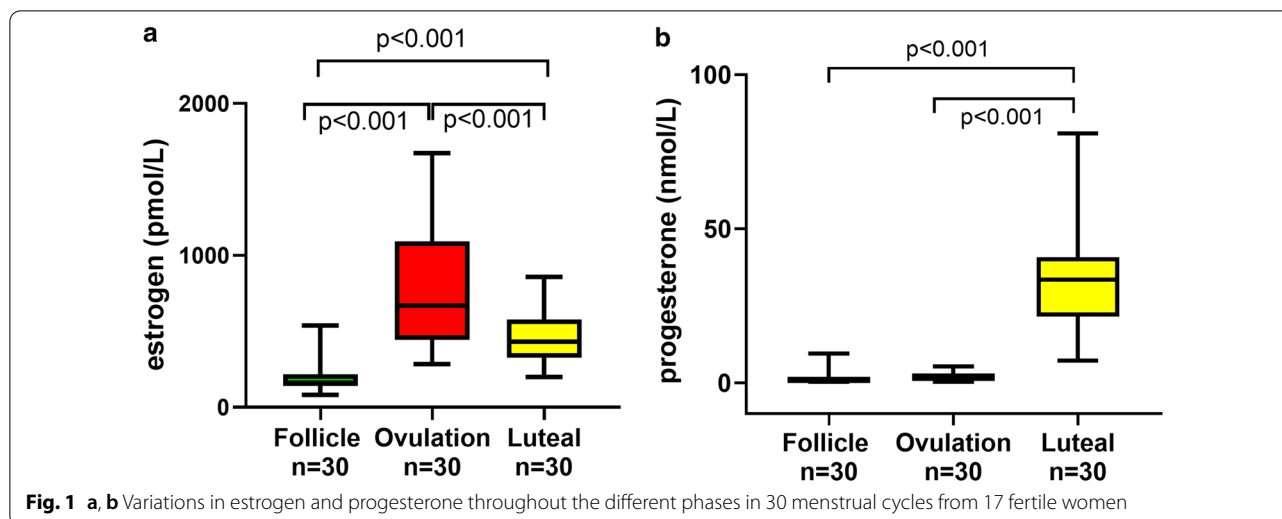 a
p<0.001
p<0.001
p<0.001
estrogen (pmol/L)
2000
1000
0
Follicle Ovulation Luteal
n=30 n=30 n=30
b
p<0.001
p<0.001
progesterone (nmol/L)
100
50
0
Follicle Ovulation Luteal
n=30 n=30 n=30
Fig. 1 a, b Variations in estrogen and progesterone throughout the different phases in 30 menstrual cycles from 17 fertile women